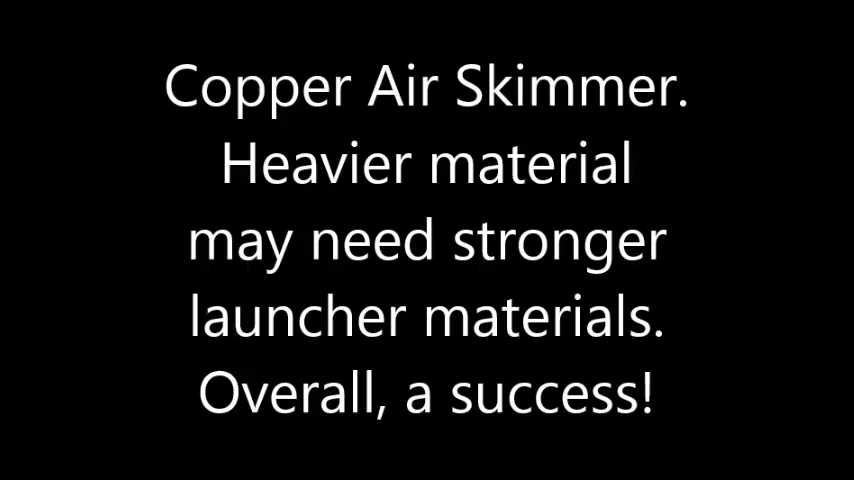 Copper Air Skimmer.
Heavier material
may need stronger
launcher materials.
Overall, a success!